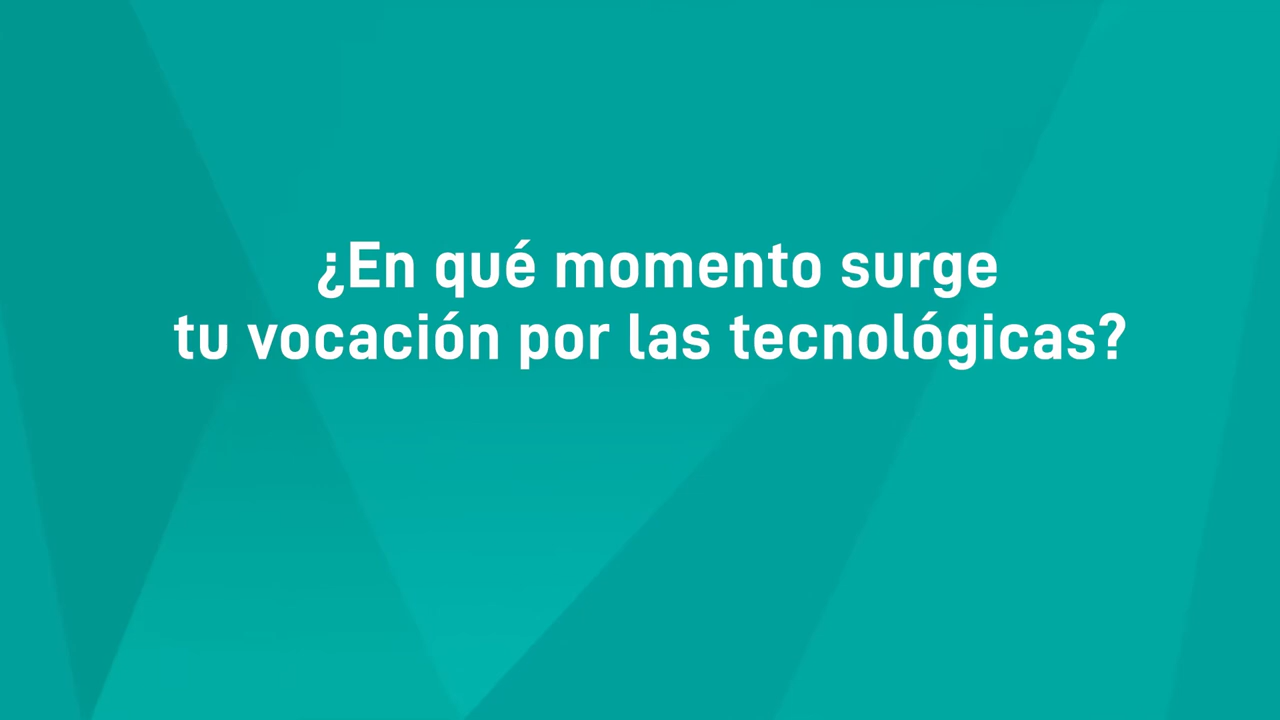 ¿En qué momento surge
tu vocación por las tecnológicas?